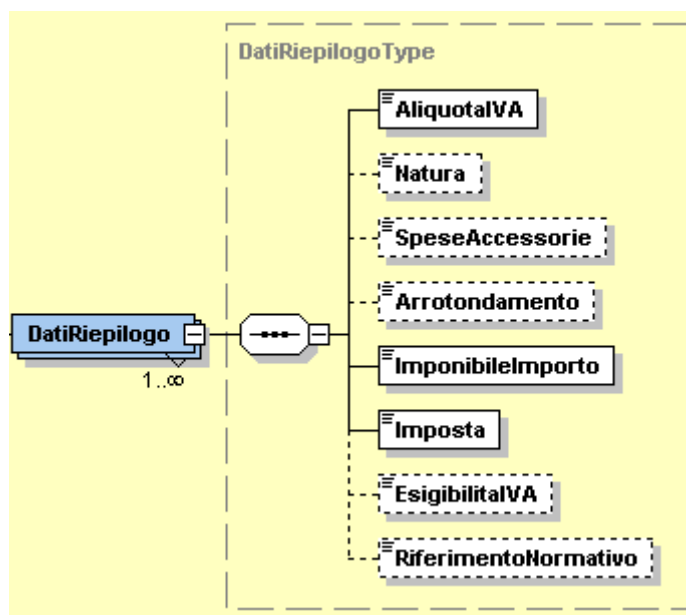 DatiRiepilogoType
AliquotaIVA
Natura
SpeseAccessorie
Arrotondamento
DatiRiepilogo
1..∞
ImponibileImporto
Imposta
EsigibilitaIVA
RiferimentoNormativo